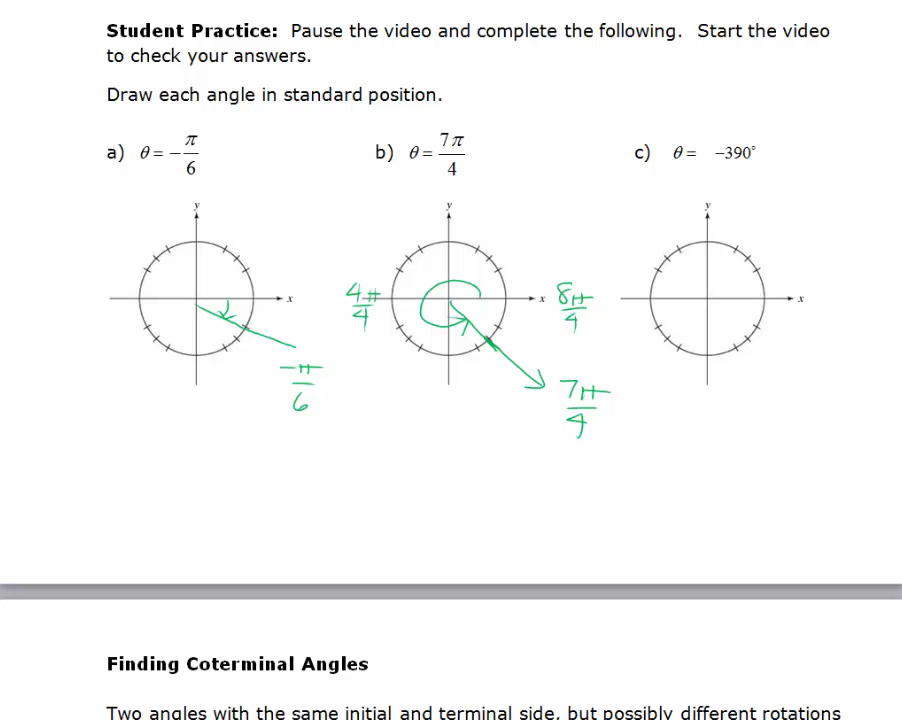 Student Practice: Pause the video and complete the following. Start the video
to check your answers.
Draw each angle in standard position.
a) θ = −π/6
b) θ = 7π/4
c) θ = −390°
y
x
−π/6
y
x
4π/4
8π/4
7π/4
y
x
Finding Coterminal Angles
Two angles with the same initial and terminal side, but possibly different rotations